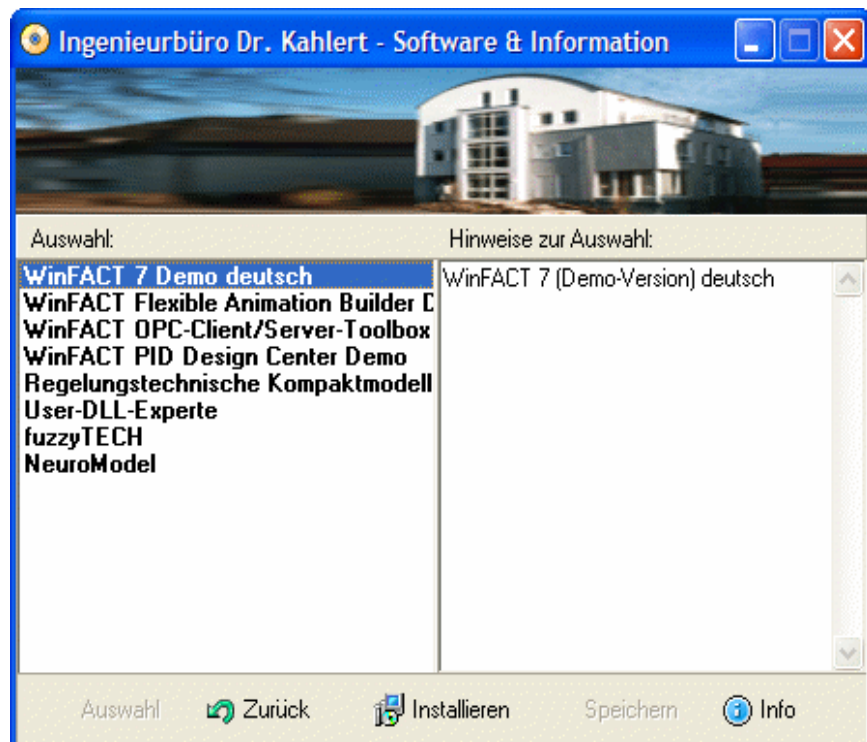 Ingenieurbüro Dr. Kahlert - Software & Information
Auswahl:
Hinweise zur Auswahl:
WinFACT 7 Demo deutsch
WinFACT Flexible Animation Builder D
WinFACT OPC-Client/Server-Toolbox
WinFACT PID Design Center Demo
Regelungstechnische Kompaktmodell
User-DLL-Experte
fuzzyTECH
NeuroModel
WinFACT 7 (Demo-Version) deutsch
Auswahl
Zurück
Installieren
Speichern
Info